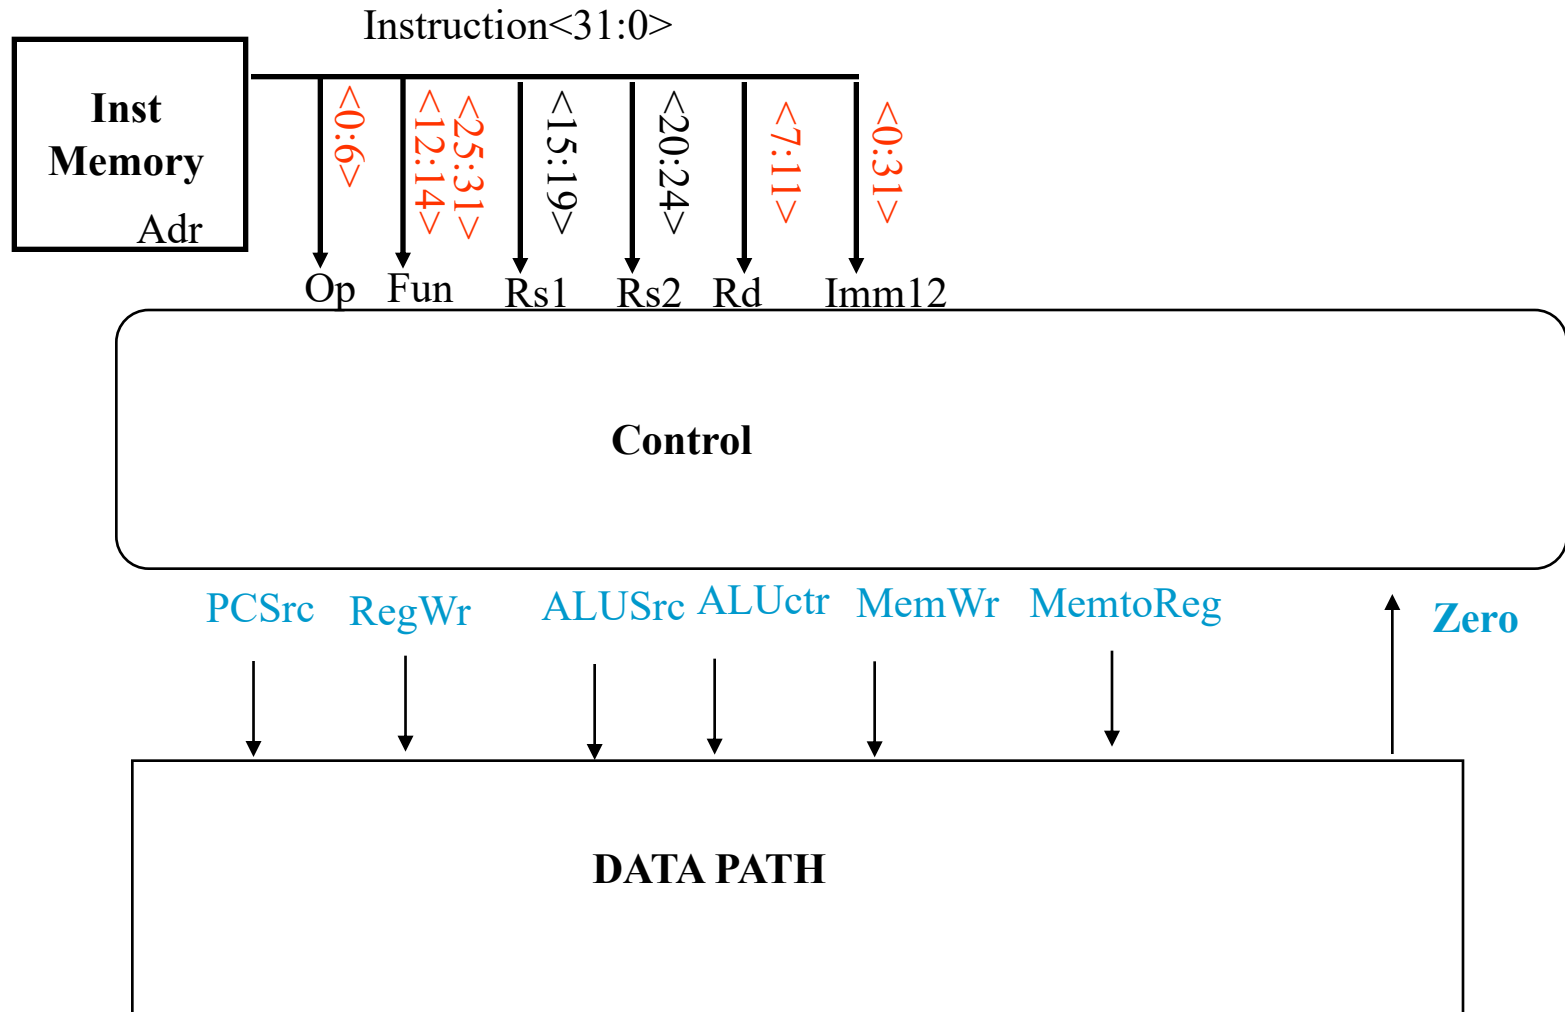 Instruction<31:0>
Inst
Memory
Adr
<0:6>
<12:14>
<25:31>
<15:19>
<20:24>
<7:11>
<0:31>
Op
Fun
Rs1
Rs2
Rd
Imm12
Control
PCSrc
RegWr
ALUSrc
ALUctr
MemWr
MemtoReg
Zero
DATA PATH